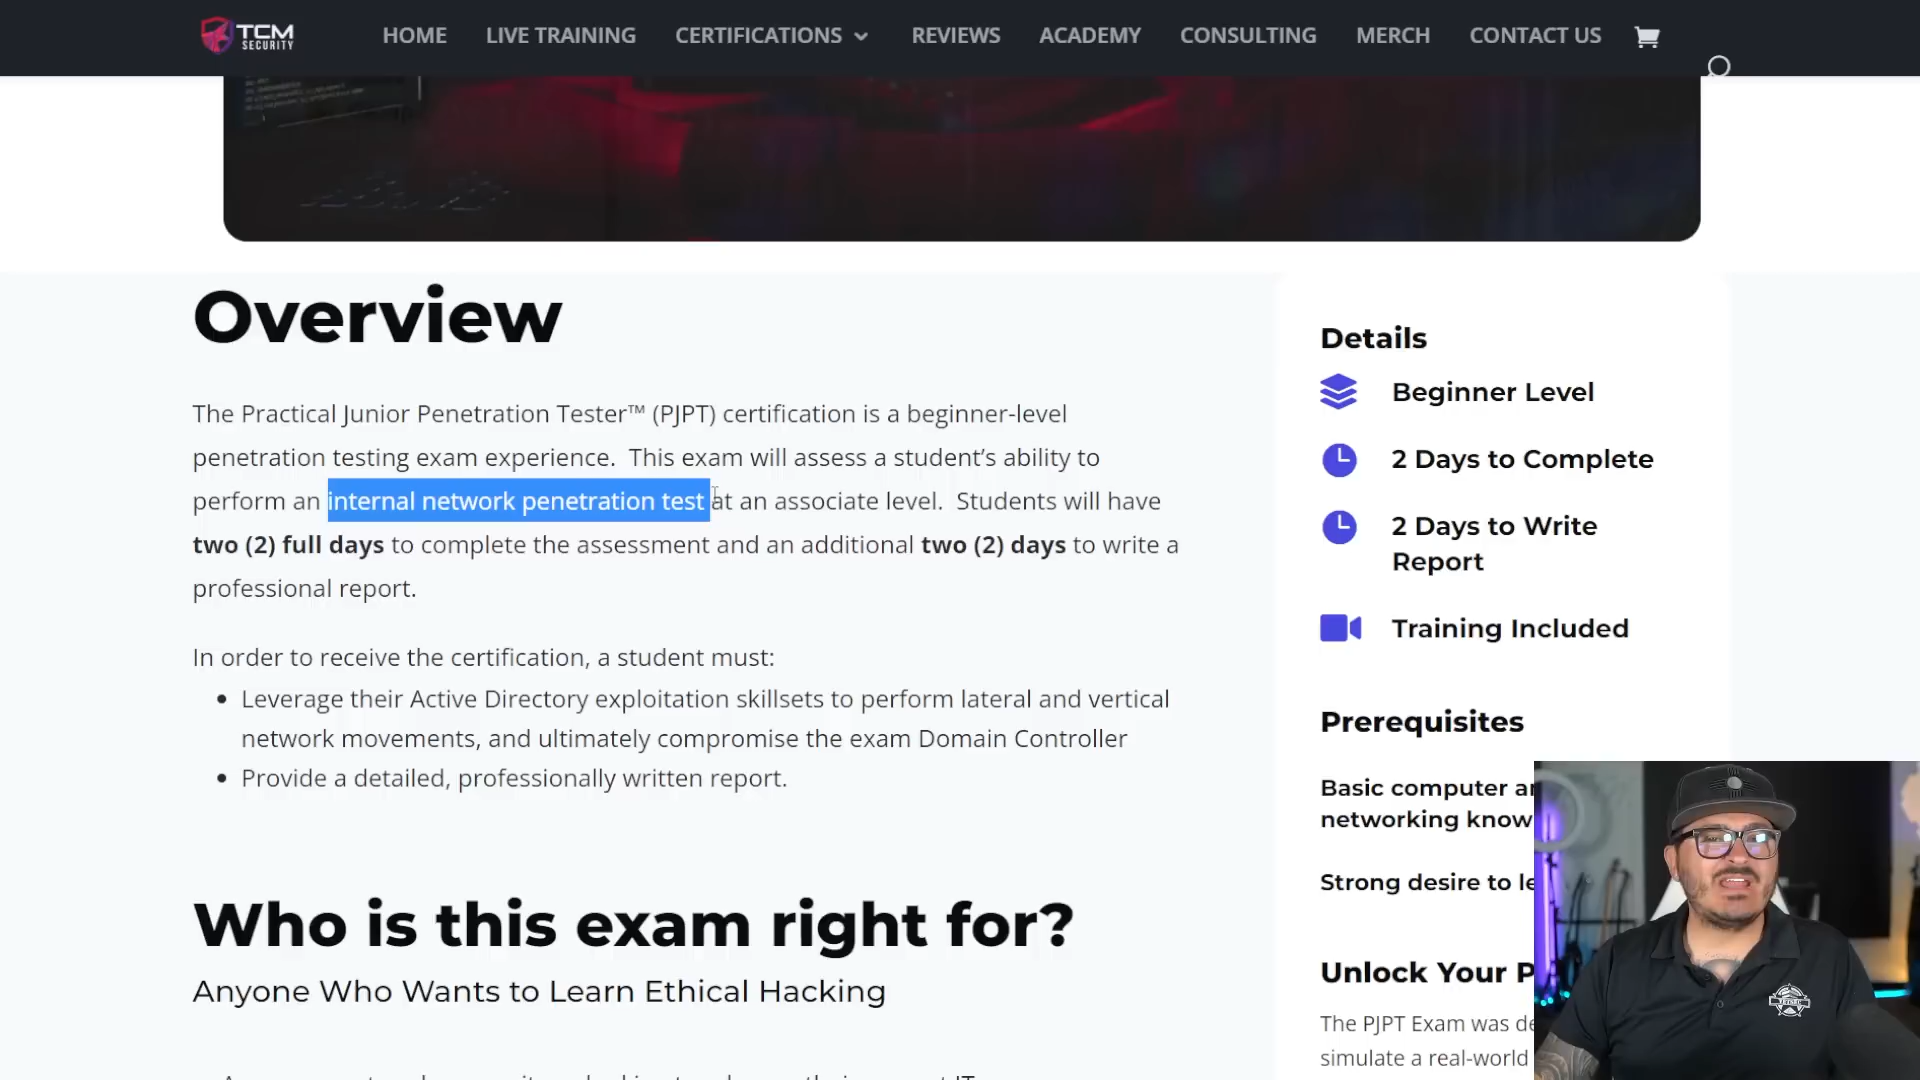 TCM
SECURITY
HOME
LIVE TRAINING
CERTIFICATIONS
REVIEWS
ACADEMY
CONSULTING
MERCH
CONTACT US
Overview
The Practical Junior Penetration Tester™ (PJPT) certification is a beginner-level
penetration testing exam experience. This exam will assess a student's ability to
perform an internal network penetration test at an associate level. Students will have
two (2) full days to complete the assessment and an additional two (2) days to write a
professional report.
In order to receive the certification, a student must:
• Leverage their Active Directory exploitation skillsets to perform lateral and vertical
network movements, and ultimately compromise the exam Domain Controller
• Provide a detailed, professionally written report.
Who is this exam right for?
Anyone Who Wants to Learn Ethical Hacking
Details
Beginner Level
2 Days to Complete
2 Days to Write
Report
Training Included
Prerequisites
Basic computer
networking
Strong desire to
Unlock Your
The PJPT Exam was
simulate a real-world